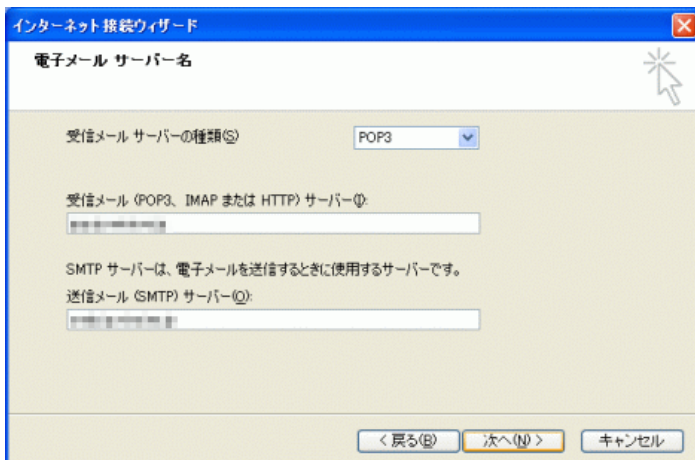 インターネット接続ウィザード
電子メール サーバー名
受信メール サーバーの種類(S)
POP3
受信メール (POP3、IMAP または HTTP) サーバー(I):
SMTP サーバーは、電子メールを送信するときに使用するサーバーです。
送信メール (SMTP) サーバー(O):
< 戻る(B)
次へ(N) >
キャンセル